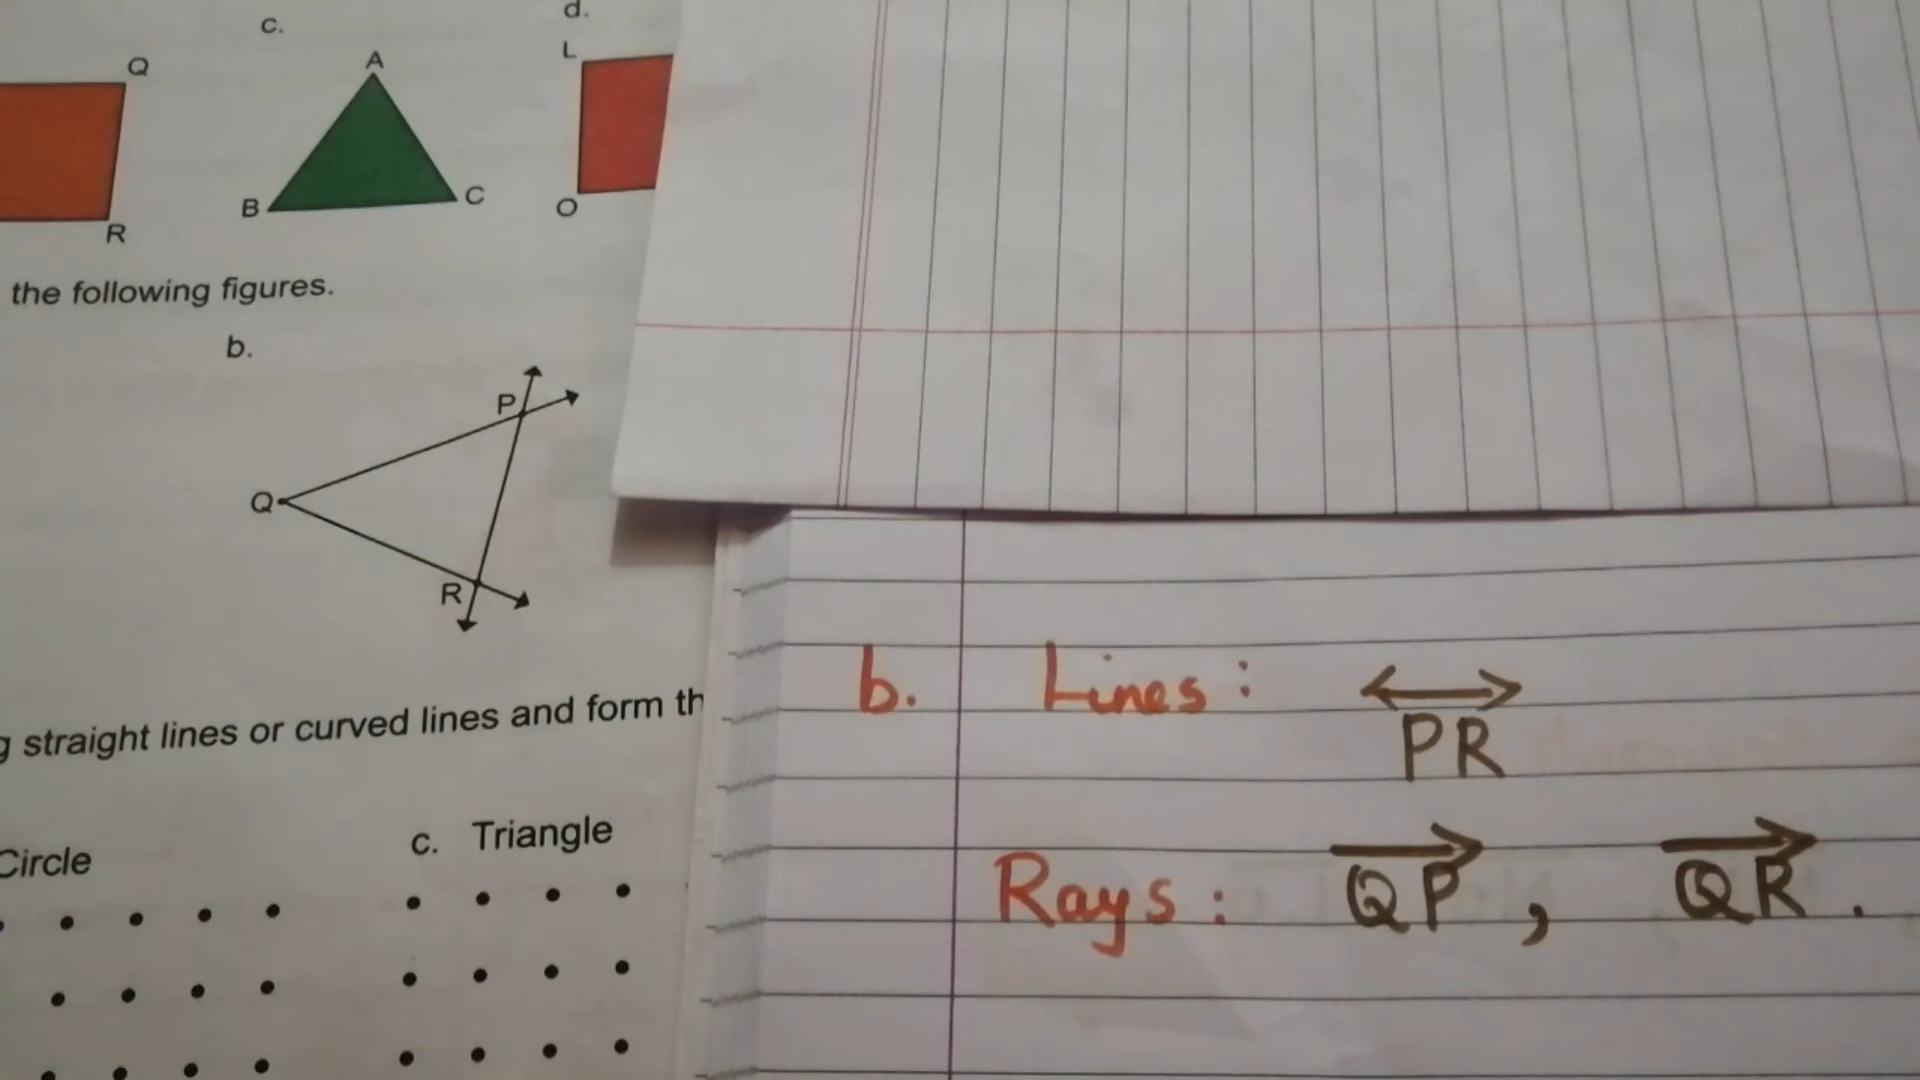 c.
d.
Q
A
L
B
C
O
R
the following figures.
b.
P
Q
R
straight lines or curved lines and form th
Circle
c. Triangle
b. Lines: PR
Rays: QP, QR.